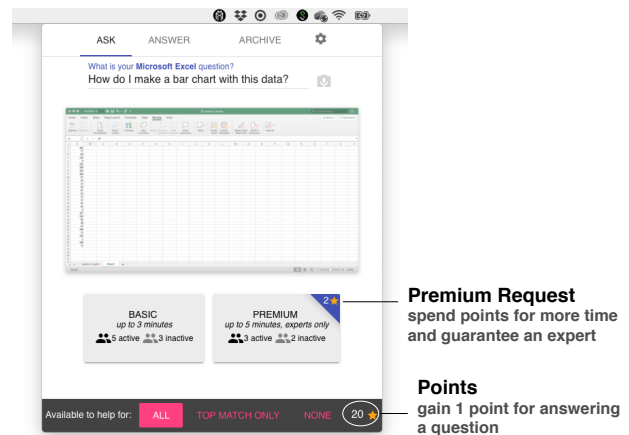 ASK ANSWER ARCHIVE
What is your Microsoft Excel question?
How do I make a bar chart with this data?
2
BASIC
up to 3 minutes
5 active 3 inactive
PREMIUM
up to 5 minutes, experts only
3 active 2 inactive
Premium Request
spend points for more time
and guarantee an expert
Available to help for: ALL TOP MATCH ONLY NONE 20
Points
gain 1 point for answering
a question